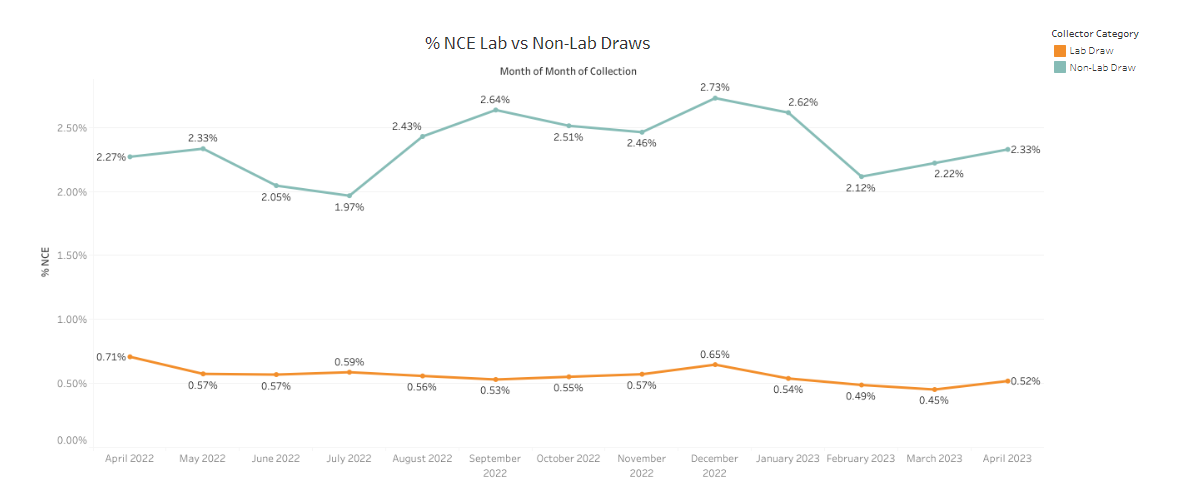 % NCE Lab vs Non-Lab Draws
Collector Category
Lab Draw
Non-Lab Draw
Month of Month of Collection
% NCE
2.50%
2.00%
1.50%
1.00%
0.50%
0.00%
2.27%
2.33%
2.05%
1.97%
2.43%
2.64%
2.51%
2.46%
2.73%
2.62%
2.12%
2.22%
2.33%
0.71%
0.57%
0.57%
0.59%
0.56%
0.53%
0.55%
0.57%
0.65%
0.54%
0.49%
0.45%
0.52%
April 2022
May 2022
June 2022
July 2022
August 2022
September
2022
October 2022
November
2022
December
2022
January 2023
February 2023
March 2023
April 2023